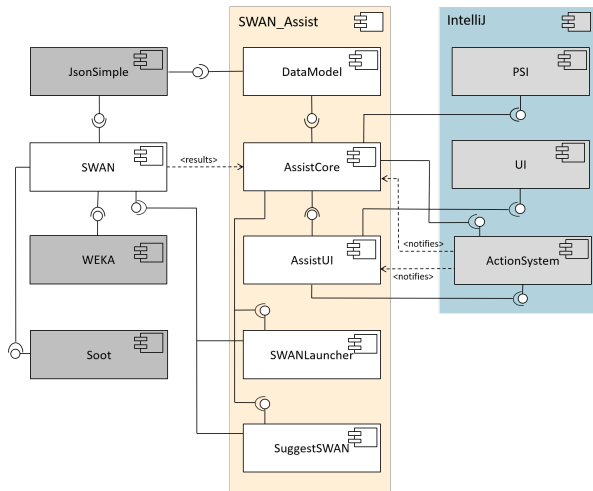 SWAN_Assist
IntelliJ
JsonSimple
DataModel
PSI
SWAN
<results>
AssistCore
UI
WEKA
AssistUI
<notifies>
ActionSystem
<notifies>
Soot
SWANLauncher
SuggestSWAN